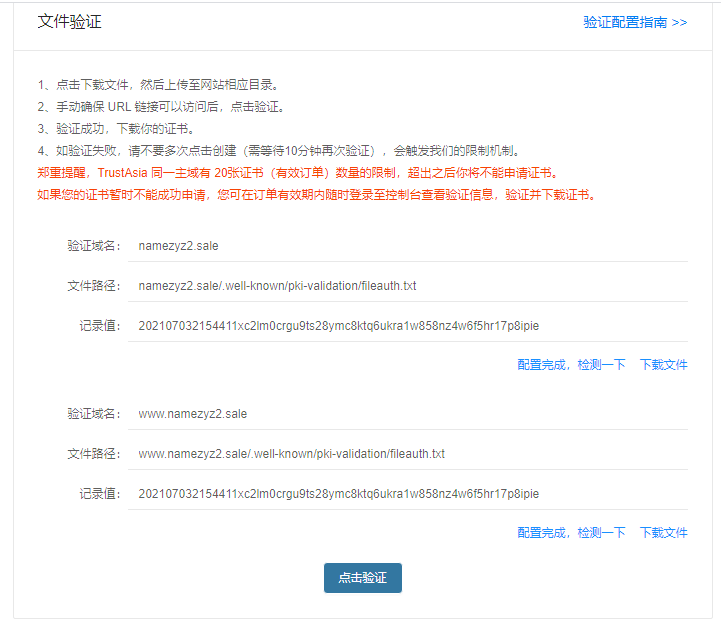 文件验证
验证配置指南 >>
1、点击下载文件，然后上传至网站相应目录。
2、手动确保 URL 链接可以访问后，点击验证。
3、验证成功，下载你的证书。
4、如验证失败，请不要多次点击创建（需等待10分钟再次验证），会触发我们的限制机制。
郑重提醒，TrustAsia 同一主域有 20张证书（有效订单）数量的限制，超出之后你将不能申请证书。
如果您的证书暂时不能成功申请，您可在订单有效期内随时登录至控制台查看验证信息，验证并下载证书。
验证域名： namezyz2.sale
文件路径： namezyz2.sale/.well-known/pki-validation/fileauth.txt
记录值： 202107032154411xc2lm0crgu9ts28ymc8ktq6ukra1w858nz4w6f5hr17p8ipie
配置完成，检测一下 下载文件
验证域名： www.namezyz2.sale
文件路径： www.namezyz2.sale/.well-known/pki-validation/fileauth.txt
记录值： 202107032154411xc2lm0crgu9ts28ymc8ktq6ukra1w858nz4w6f5hr17p8ipie
配置完成，检测一下 下载文件
点击验证